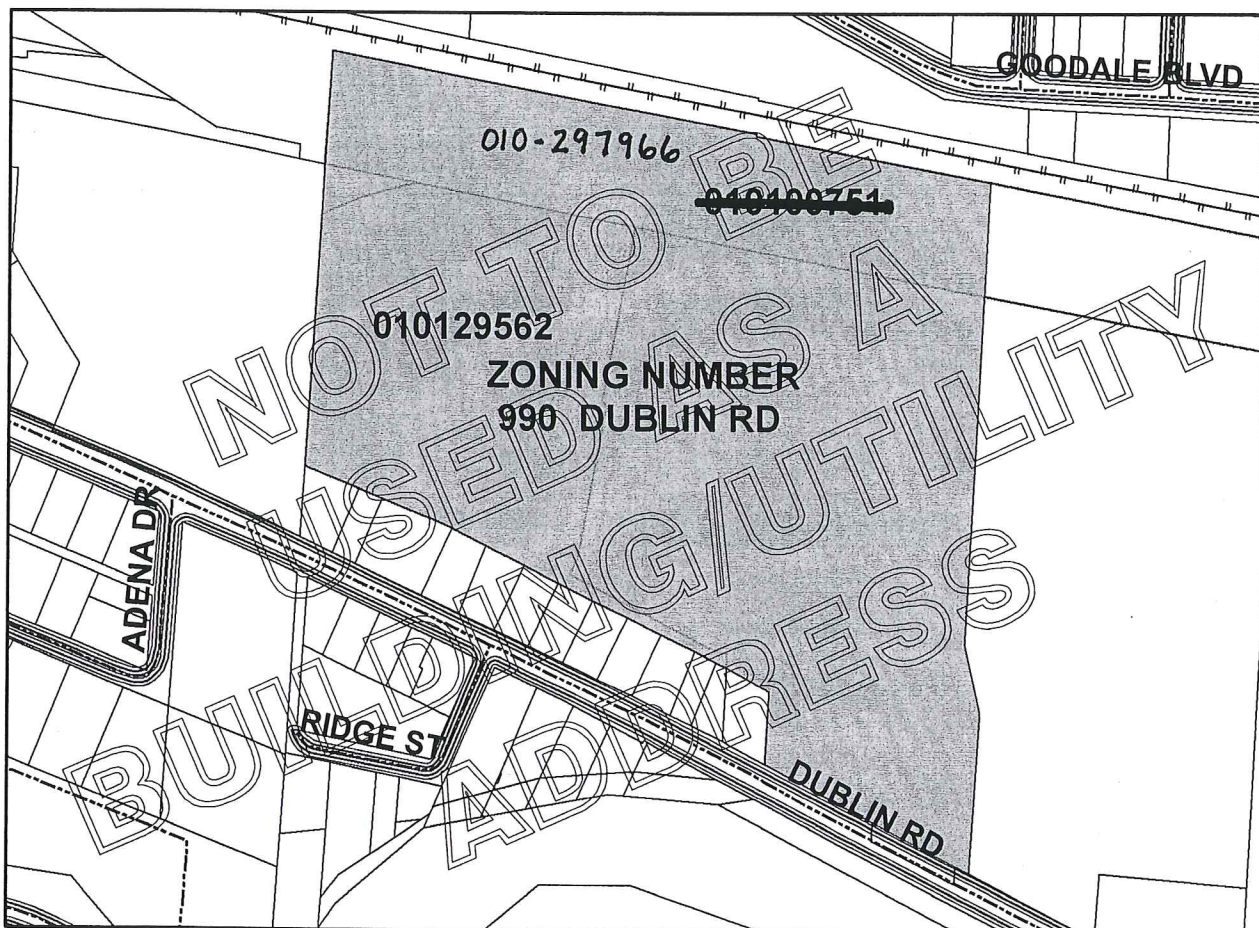 GOODALE BLVD
010-297966
010100751
010129562
ZONING NUMBER
990 DUBLIN RD
ADENA DR
RIDGE ST
DUBLIN RD
NOT TO BE
USED AS A
BUILDING/UTILITY
ADDRESS